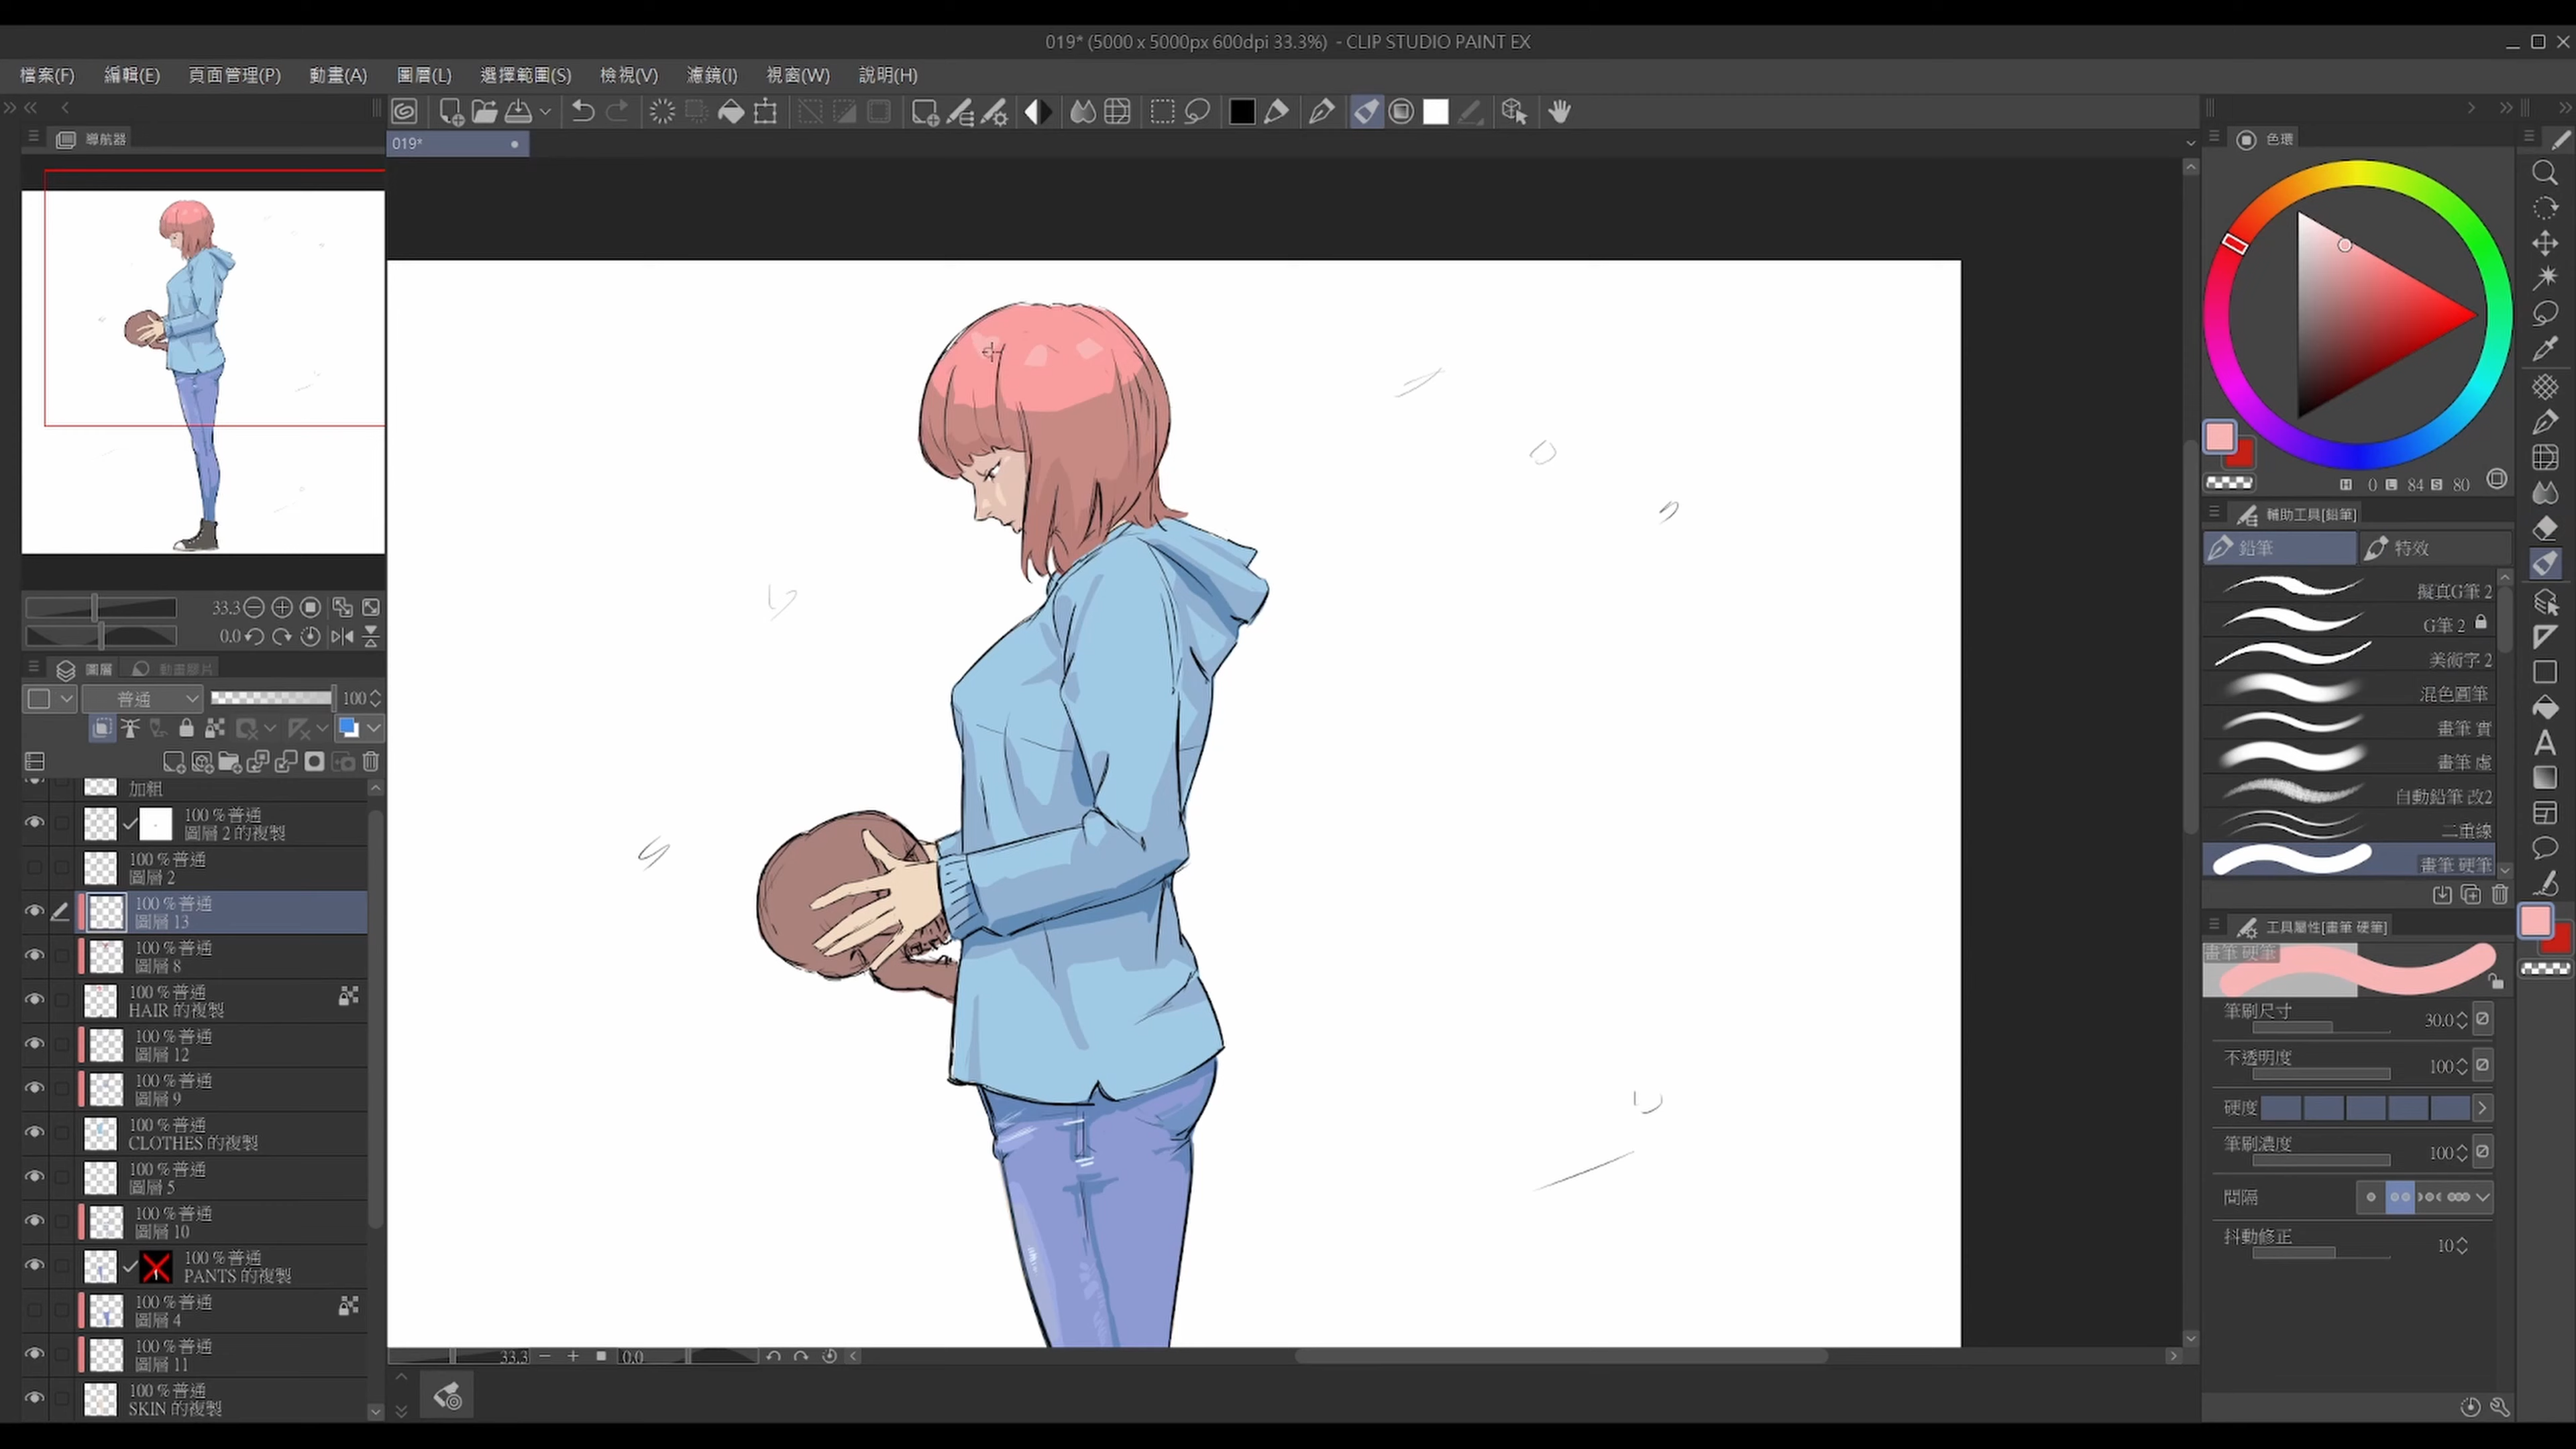 019* (5000 x 5000px 600dpi 33.3%) - CLIP STUDIO PAINT EX
檔案(F) 編輯(E) 頁面管理(P) 動畫(A) 圖層(L) 選擇範圍(S) 檢視(V) 濾鏡(I) 視窗(W) 說明(H)
導航器
019*
色環
33.3
0.0
圖層 動畫膠片
普通 100
加粗
100 %普通
圖層 2 的複製
100 %普通
圖層 2
100 %普通
圖層 13
100 %普通
圖層 8
100 %普通
HAIR 的複製
100 %普通
圖層 12
100 %普通
圖層 9
100 %普通
CLOTHES 的複製
100 %普通
圖層 5
100 %普通
圖層 10
100 %普通
PANTS 的複製
100 %普通
圖層 4
100 %普通
圖層 11
100 %普通
SKIN 的複製
33.3 0.0
H 0 L 84 S 80
輔助工具[鉛筆]
鉛筆 特效
擬真G筆 2
G筆 2
美術字 2
混色圓筆
畫筆 實
畫筆 虛
自動鉛筆 改2
二重線
畫筆 硬筆
工具屬性[畫筆 硬筆]
畫筆 硬筆
筆刷尺寸 30.0
不透明度 100
硬度
筆刷濃度 100
間隔
抖動修正 10